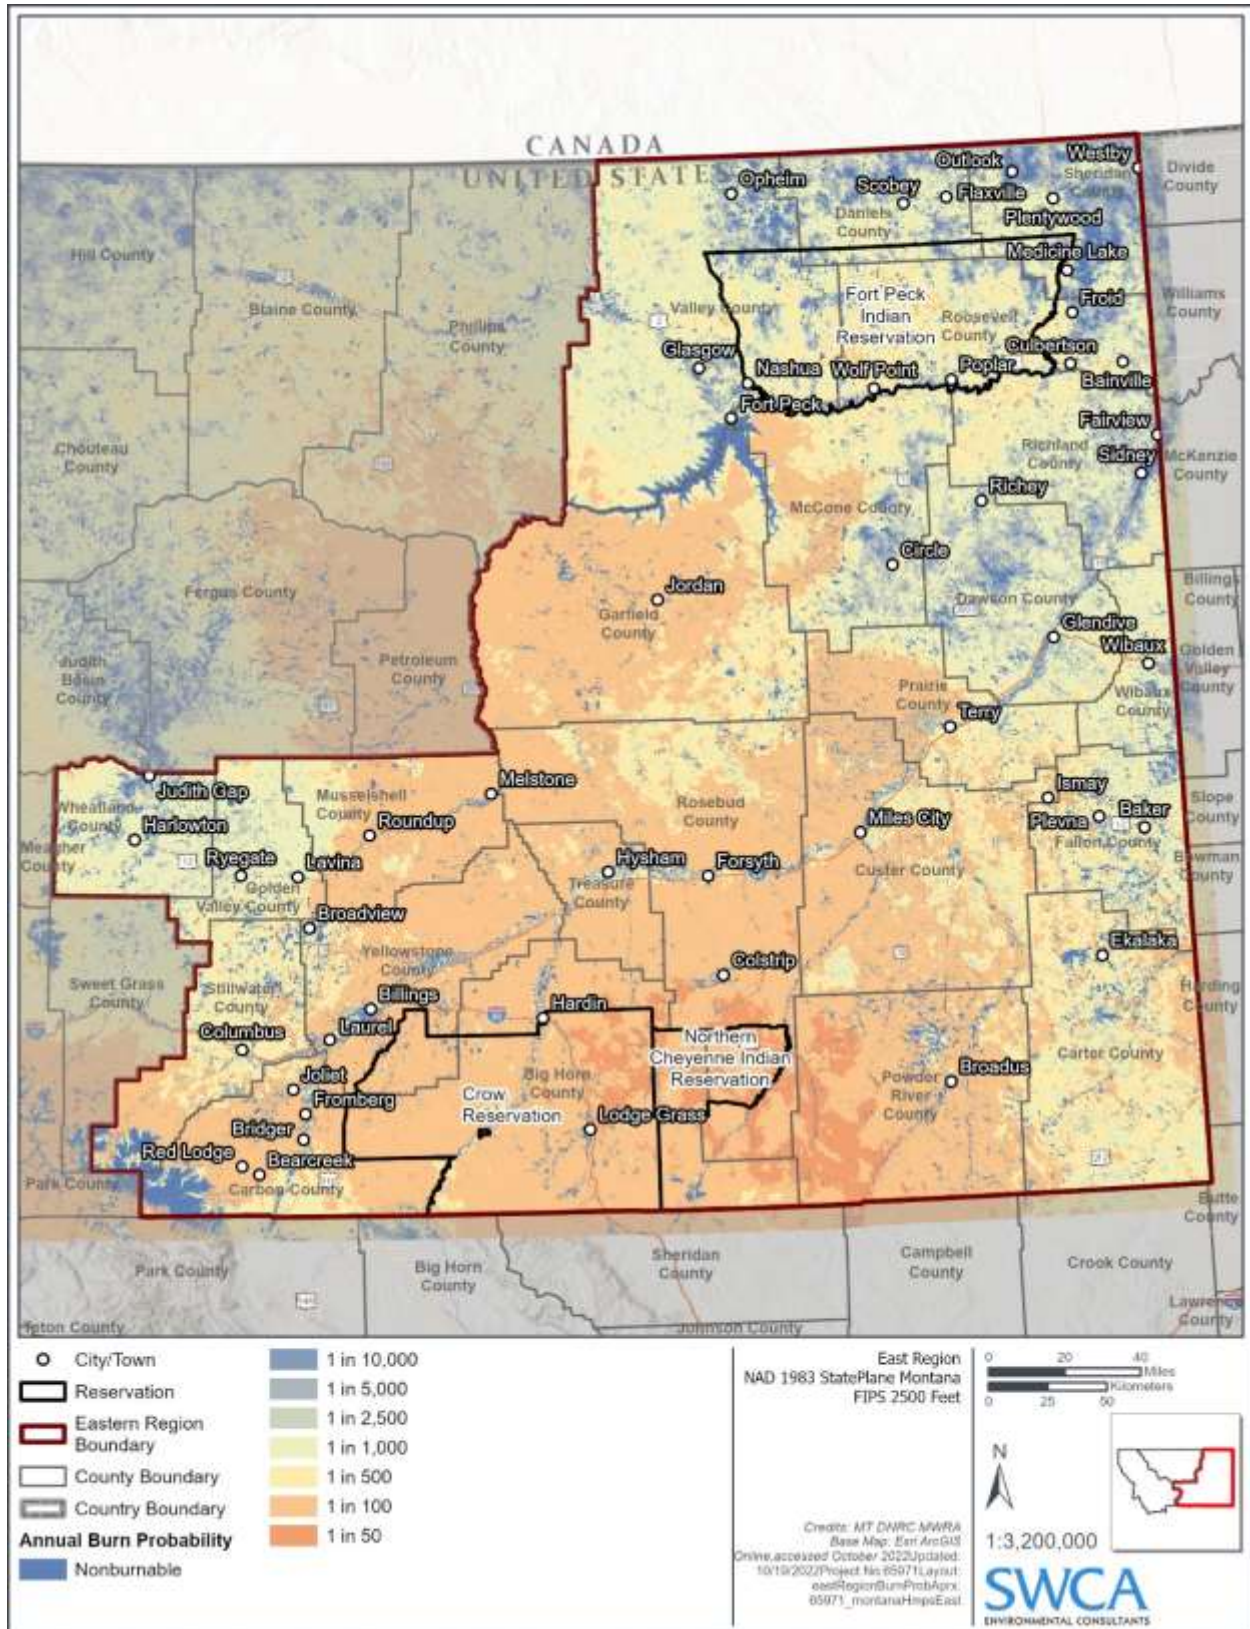 CANADA
UNITED STATES
Outlook
Westby
Sheridan
County
Divide
County
Opheim
Scobey
Flaxville
Daniels
County
Plentywood
Hill County
Medicine Lake
Blaine County
Phillips
County
Valley County
Fort Peck
Indian
Reservation
Roosevelt
County
Froid
Williams
County
Glasgow
Nashua
Wolf Point
Poplar
Culbertson
Bainville
Fort Peck
Fairview
Chouteau
County
Richland
County
Sidney
McKenzie
County
McCone County
Richey
Circle
Fergus County
Jordan
Garfield
County
Dawson County
Billings
County
Glendive
Wibaux
Golden
Valley
County
Judith
Basin
County
Petroleum
County
Prairie
County
Wibaux
County
Terry
Judith Gap
Melstone
Musselshell
County
Roundup
Rosebud
County
Ismay
Plevna
Baker
Fallon County
Slope
County
Wheatland
County
Harlowton
Meagher
County
Ryegate
Lavina
Golden
Valley County
Hysham
Treasure
County
Forsyth
Miles City
Custer County
Bowman
County
Broadview
Yellowstone
County
Ekalaka
Colstrip
Sweet Grass
County
Stillwater
County
Billings
Hardin
Harding
County
Columbus
Laurel
Northern
Cheyenne Indian
Reservation
Carter County
Joliet
Fromberg
Big Horn
County
Crow
Reservation
Powder
River
County
Broadus
Bridger
Lodge Grass
Red Lodge
Bearcreek
Park County
Carbon County
Butte
County
Park County
Big Horn
County
Sheridan
County
Campbell
County
Crook County
Lawrence
County
Johnson County
City/Town
Reservation
Eastern Region
Boundary
County Boundary
Country Boundary
Annual Burn Probability
Nonburnable
1 in 10,000
1 in 5,000
1 in 2,500
1 in 1,000
1 in 500
1 in 100
1 in 50
East Region
NAD 1983 StatePlane Montana
FIPS 2500 Feet
Credits: MT DNRC MWRA
Base Map: Esri ArcGIS
Online,accessed October 2022Updated:
10/19/2022Project No.65971Layout:
eastRegionBurnProbAprx.
65971_montanaHmpsEast
0 20 40
Miles
Kilometers
0 25 50
N
1:3,200,000
SWCA
ENVIRONMENTAL CONSULTANTS